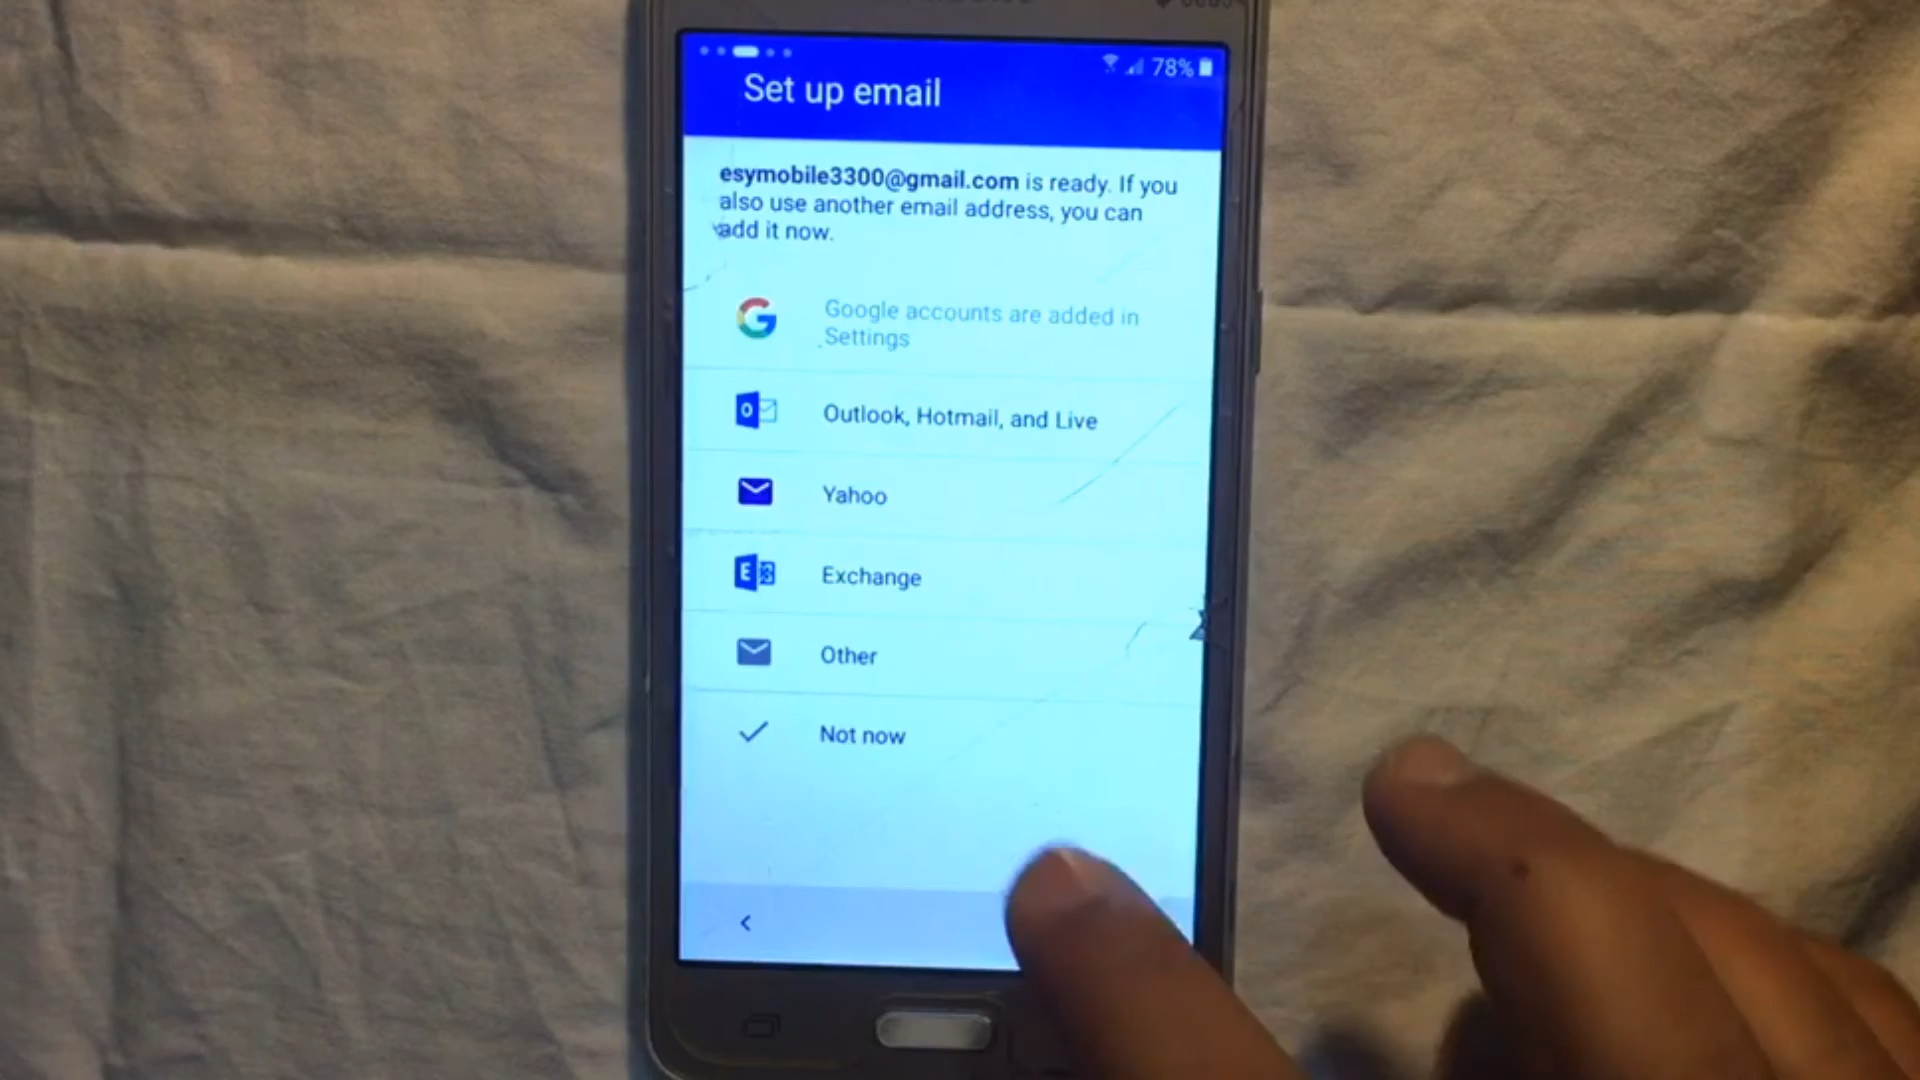 78%
Set up email
esymobile3300@gmail.com is ready. If you
also use another email address, you can
add it now.
Google accounts are added in
Settings
Outlook, Hotmail, and Live
Yahoo
Exchange
Other
Not now